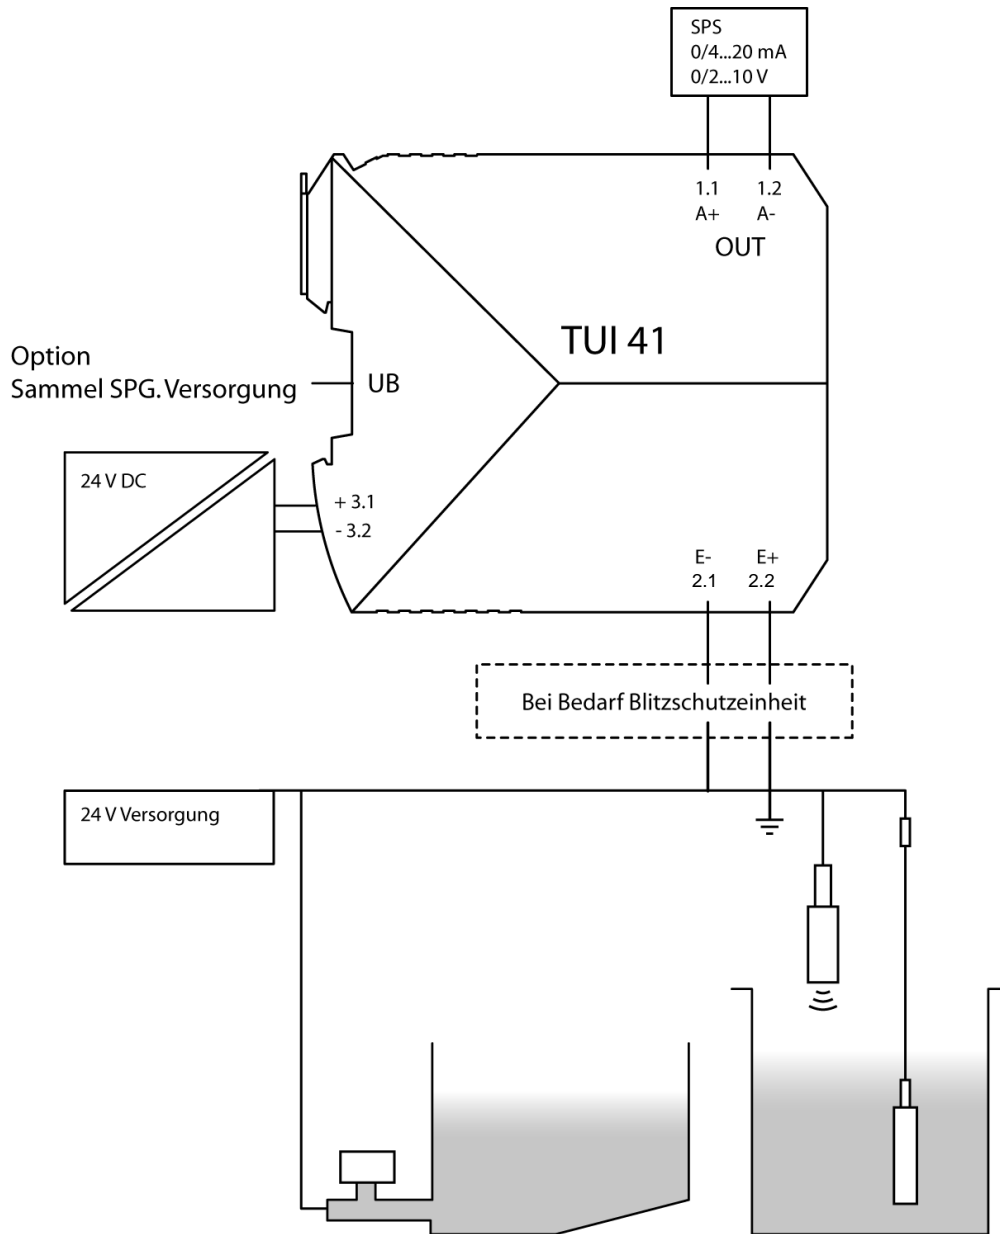 SPS
0/4...20 mA
0/2...10 V
1.1 1.2
A+ A-
OUT
TUI 41
Option
Sammel SPG. Versorgung
UB
24 V DC
+ 3.1
- 3.2
E- E+
2.1 2.2
Bei Bedarf Blitzschutzeinheit
24 V Versorgung